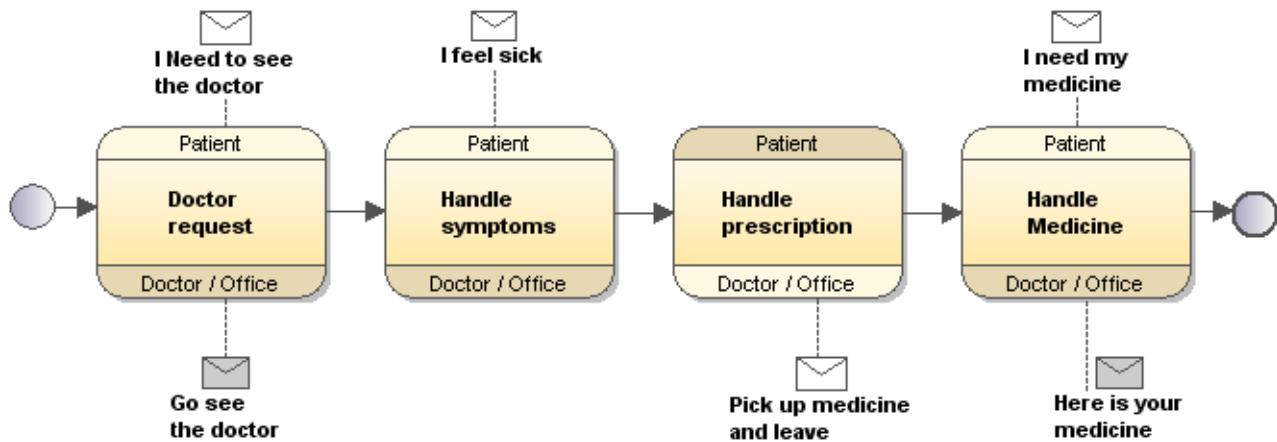 I Need to see
the doctor
I feel sick
I need my
medicine
Patient
Patient
Patient
Patient
Doctor
request
Handle
symptoms
Handle
prescription
Handle
Medicine
Doctor / Office
Doctor / Office
Doctor / Office
Doctor / Office
Go see
the doctor
Pick up medicine
and leave
Here is your
medicine